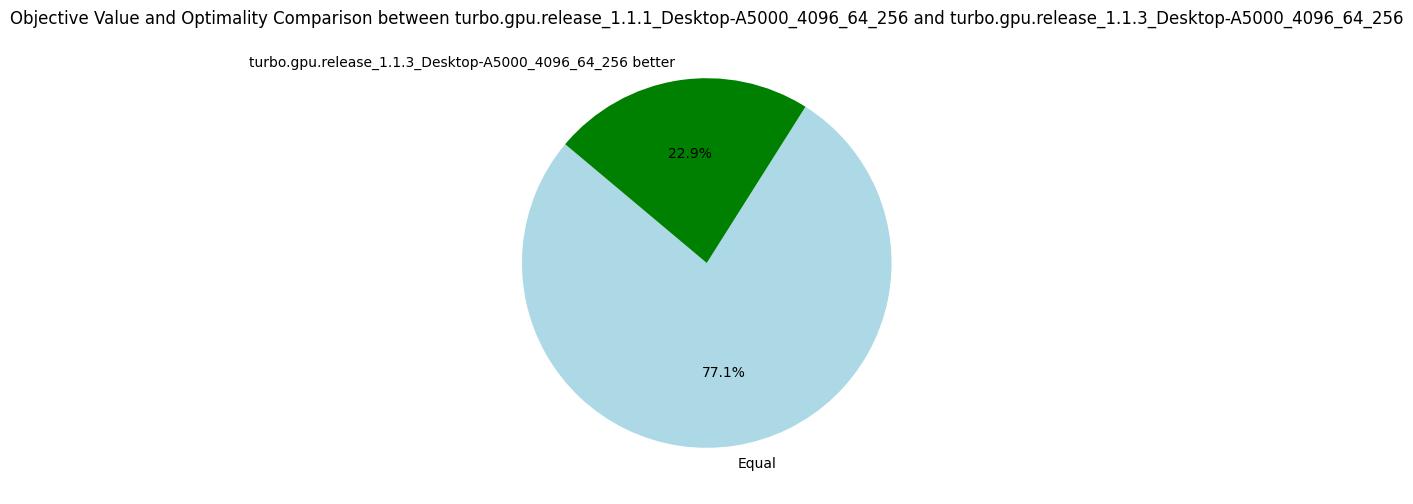 Objective Value and Optimality Comparison between turbo.gpu.release_1.1.1_Desktop-A5000_4096_64_256 and turbo.gpu.release_1.1.3_Desktop-A5000_4096_64_256
turbo.gpu.release_1.1.3_Desktop-A5000_4096_64_256 better
22.9%
77.1%
Equal